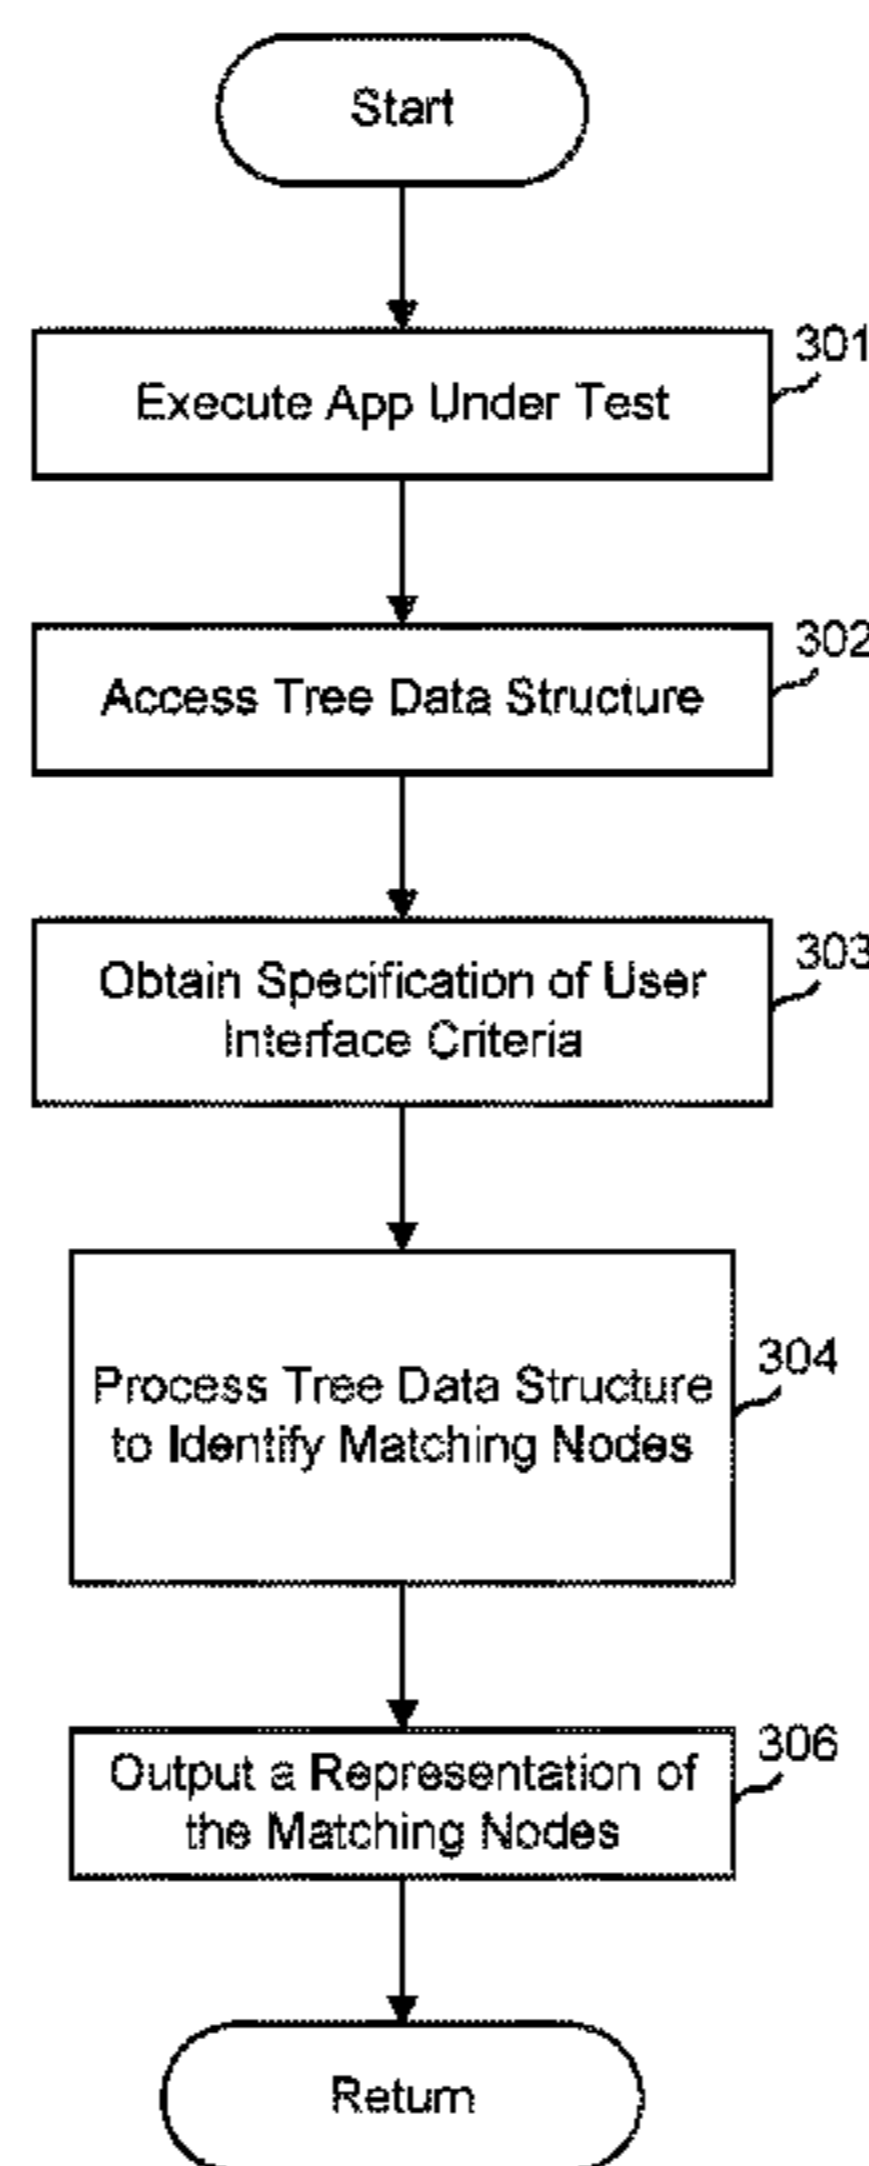 Start
Execute App Under Test
301
Access Tree Data Structure
302
Obtain Specification of User
Interface Criteria
303
Process Tree Data Structure
to Identify Matching Nodes
304
Output a Representation of
the Matching Nodes
306
Return